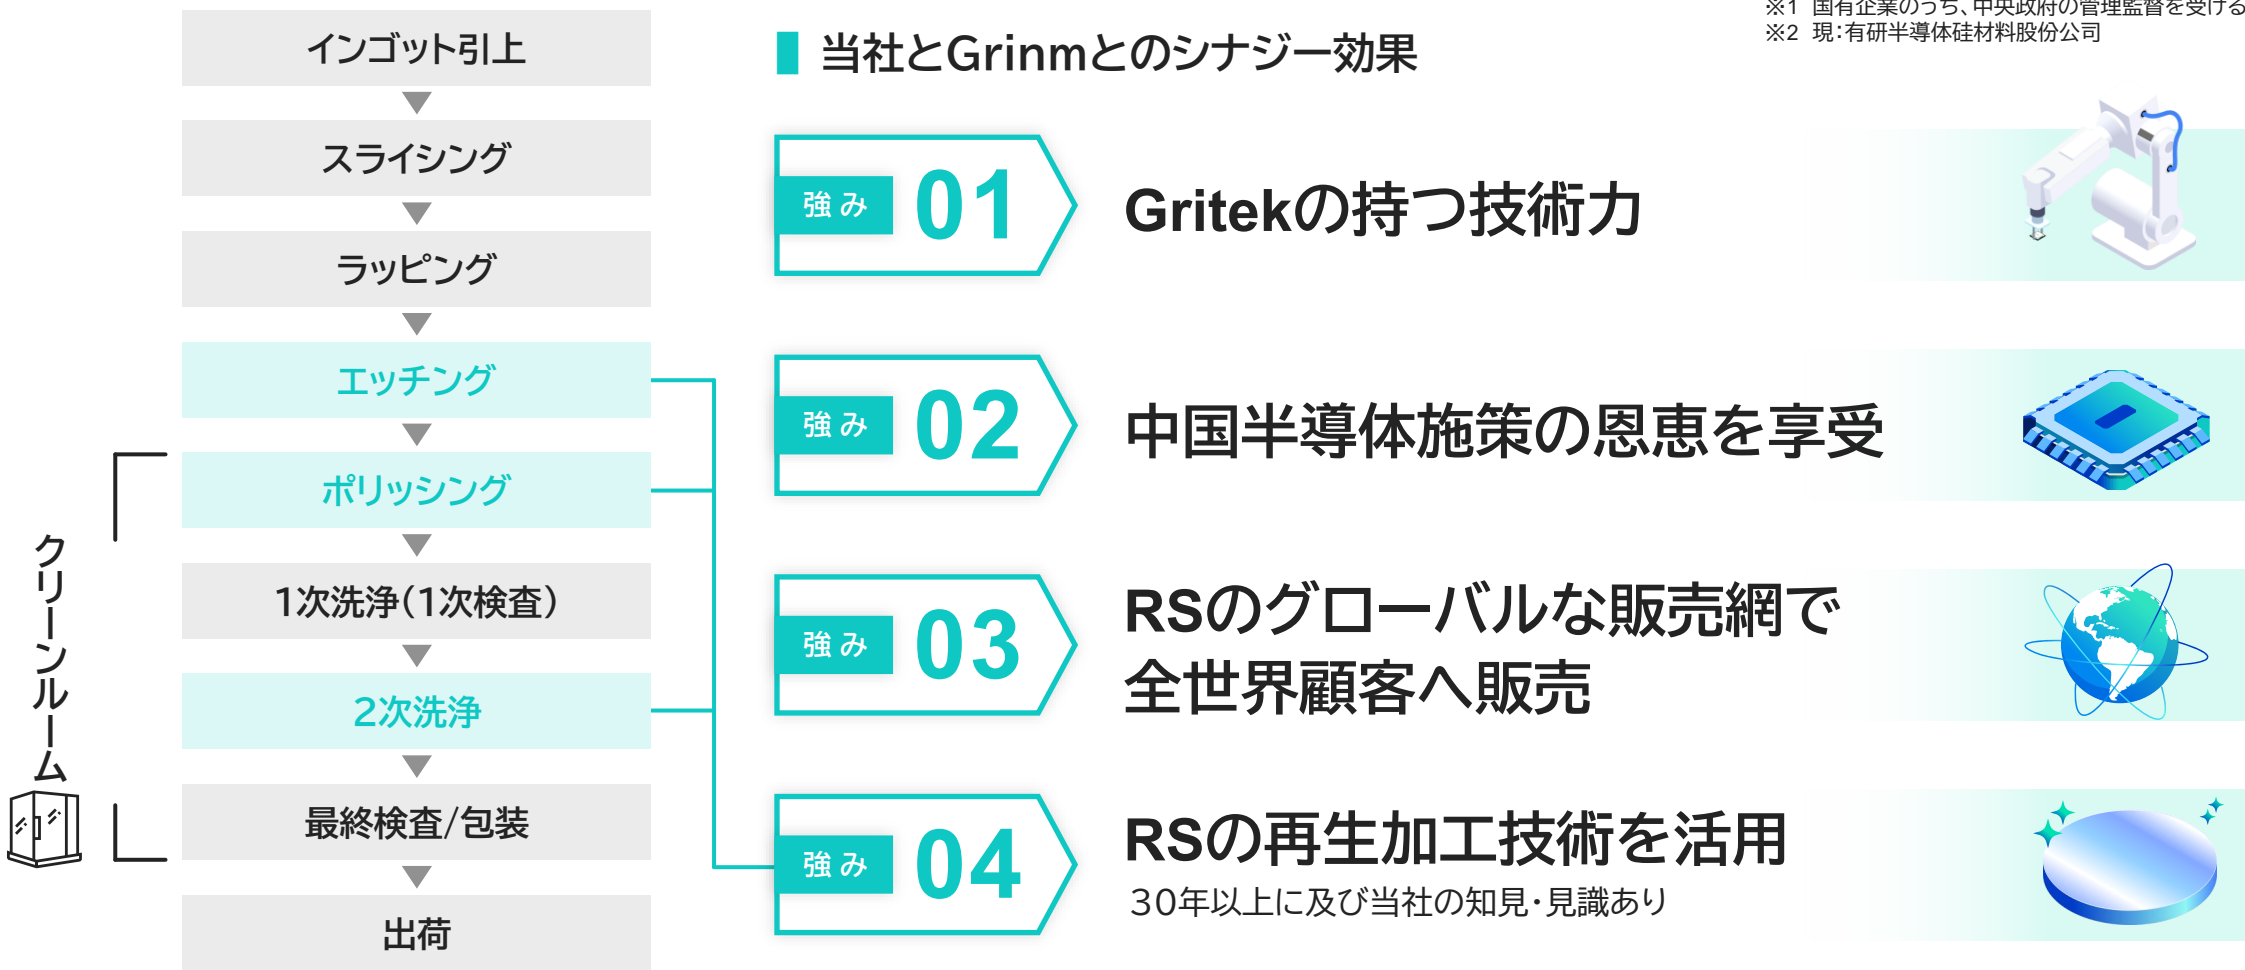 ※1 国有企業のうち、中央政府の管理監督を受ける
※2 現：有研半導体硅材料股份公司
インゴット引上
スライシング
ラッピング
エッチング
ポリッシング
1次洗浄（1次検査）
2次洗浄
最終検査/包装
出荷
クリーンルーム
当社とGrinmとのシナジー効果
強み 01
Gritekの持つ技術力
強み 02
中国半導体施策の恩恵を享受
強み 03
RSのグローバルな販売網で
全世界顧客へ販売
強み 04
RSの再生加工技術を活用
30年以上に及び当社の知見・見識あり